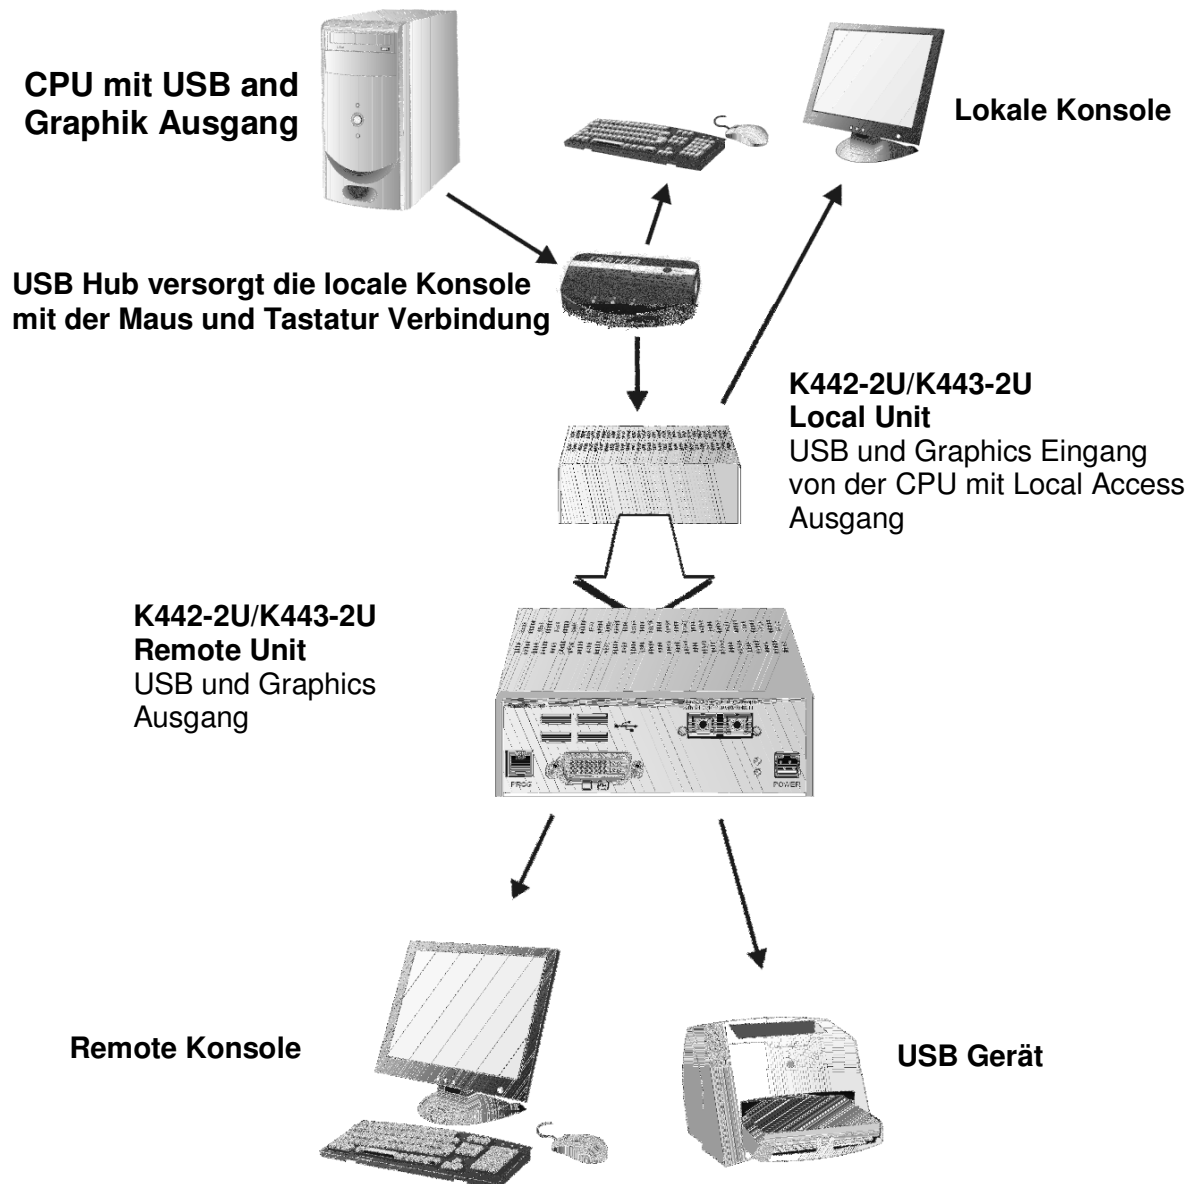 CPU mit USB and
Graphik Ausgang
Lokale Konsole
USB HUB
USB Hub versorgt die locale Konsole
mit der Maus und Tastatur Verbindung
K442-2U/K443-2U
Local Unit
USB und Graphics Eingang
von der CPU mit Local Access
Ausgang
K442-2U/K443-2U
Remote Unit
USB und Graphics
Ausgang
PROG
POWER
Remote Konsole
USB Gerät